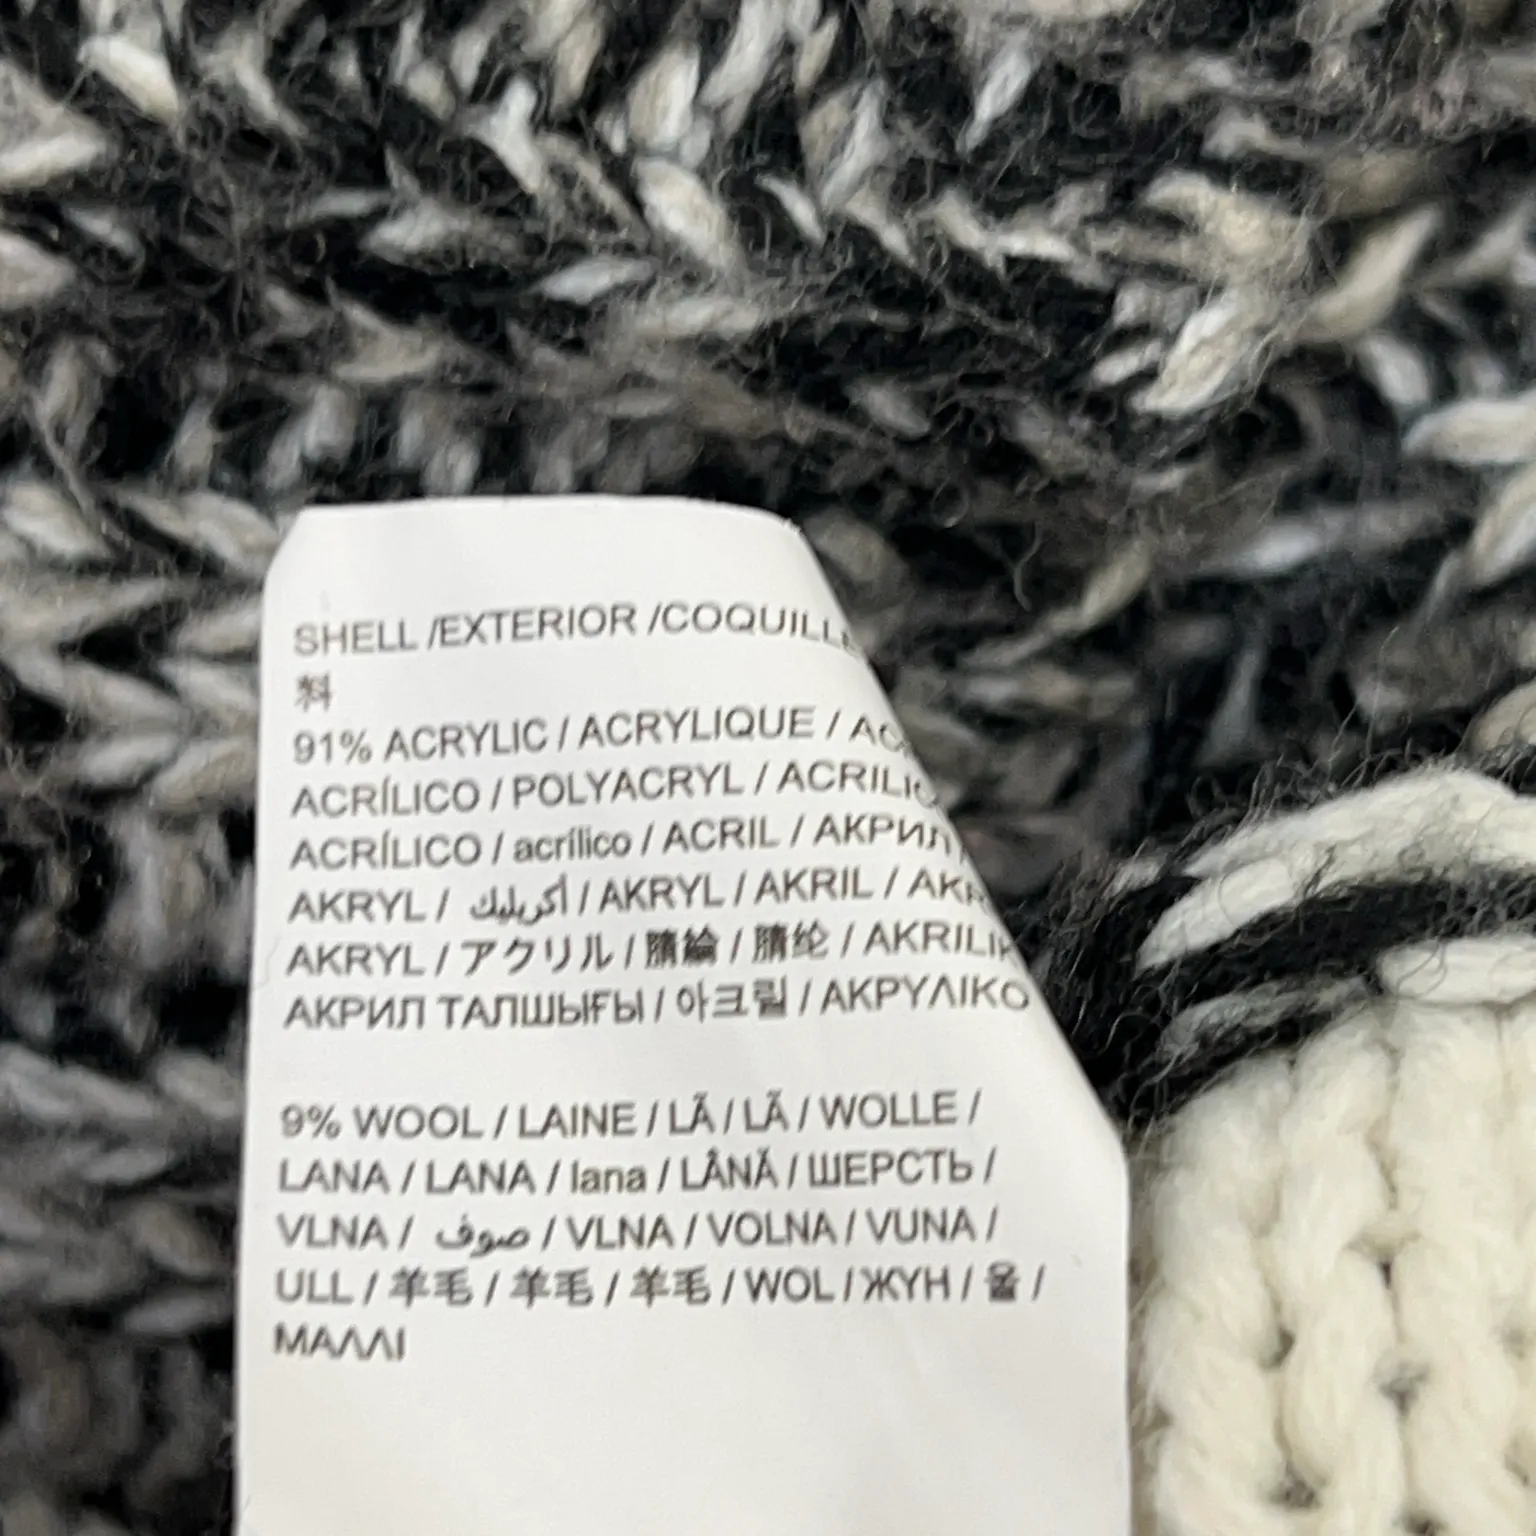 SHELL /EXTERIOR /COQUILLE
料
91% ACRYLIC / ACRYLIQUE /
ACRÍLICO / POLYACRYL / ACRILIC
ACRÍLICO / acrílico / ACRIL / АКРИЛ
AKRYL / أكريليك / AKRYL / AKRIL /
AKRYL / アクリル / 腈綸 / 腈纶 / AKRILIK
АКРИЛ ТАЛШЫҒЫ / 아크릴 / ΑΚΡΥΛΙΚΟ
9% WOOL / LAINE / LÃ / LÃ / WOLLE /
LANA / LANA / lana / LÂNĂ / ШЕРСТЬ /
VLNA / صوف / VLNA / VOLNA / VUNA /
ULL / 羊毛 / 羊毛 / 羊毛 / WOL / ЖҮН / 울 /
ΜΑΛΛΙ